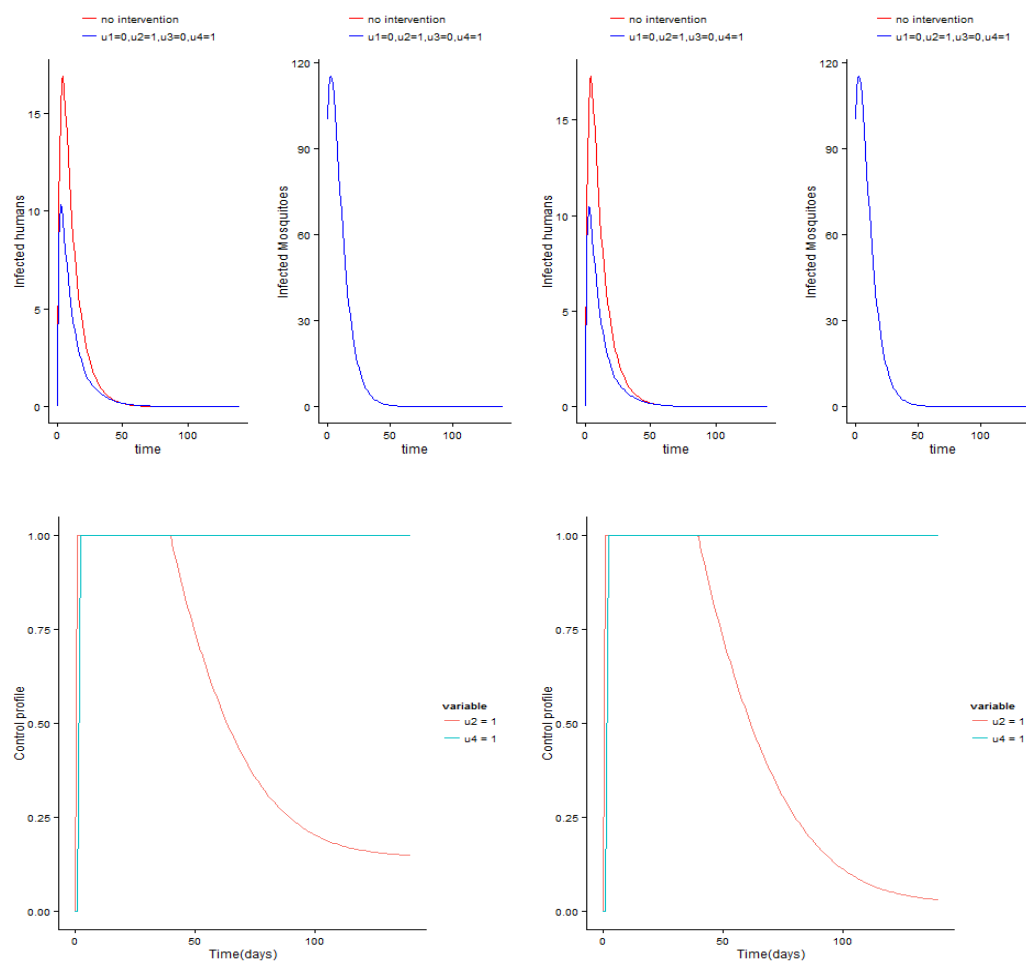 no intervention
u1=0,u2=1,u3=0,u4=1
no intervention
u1=0,u2=1,u3=0,u4=1
no intervention
u1=0,u2=1,u3=0,u4=1
no intervention
u1=0,u2=1,u3=0,u4=1
Infected humans
15
10
5
0
0
50
100
time
Infected Mosquitoes
120
90
60
30
0
0
50
100
time
Infected humans
15
10
5
0
0
50
100
time
Infected Mosquitoes
120
90
60
30
0
0
50
100
time
Control profile
1.00
0.75
0.50
0.25
0.00
0
50
100
Time(days)
variable
u2 = 1
u4 = 1
Control profile
1.00
0.75
0.50
0.25
0.00
0
50
100
Time(days)
variable
u2 = 1
u4 = 1